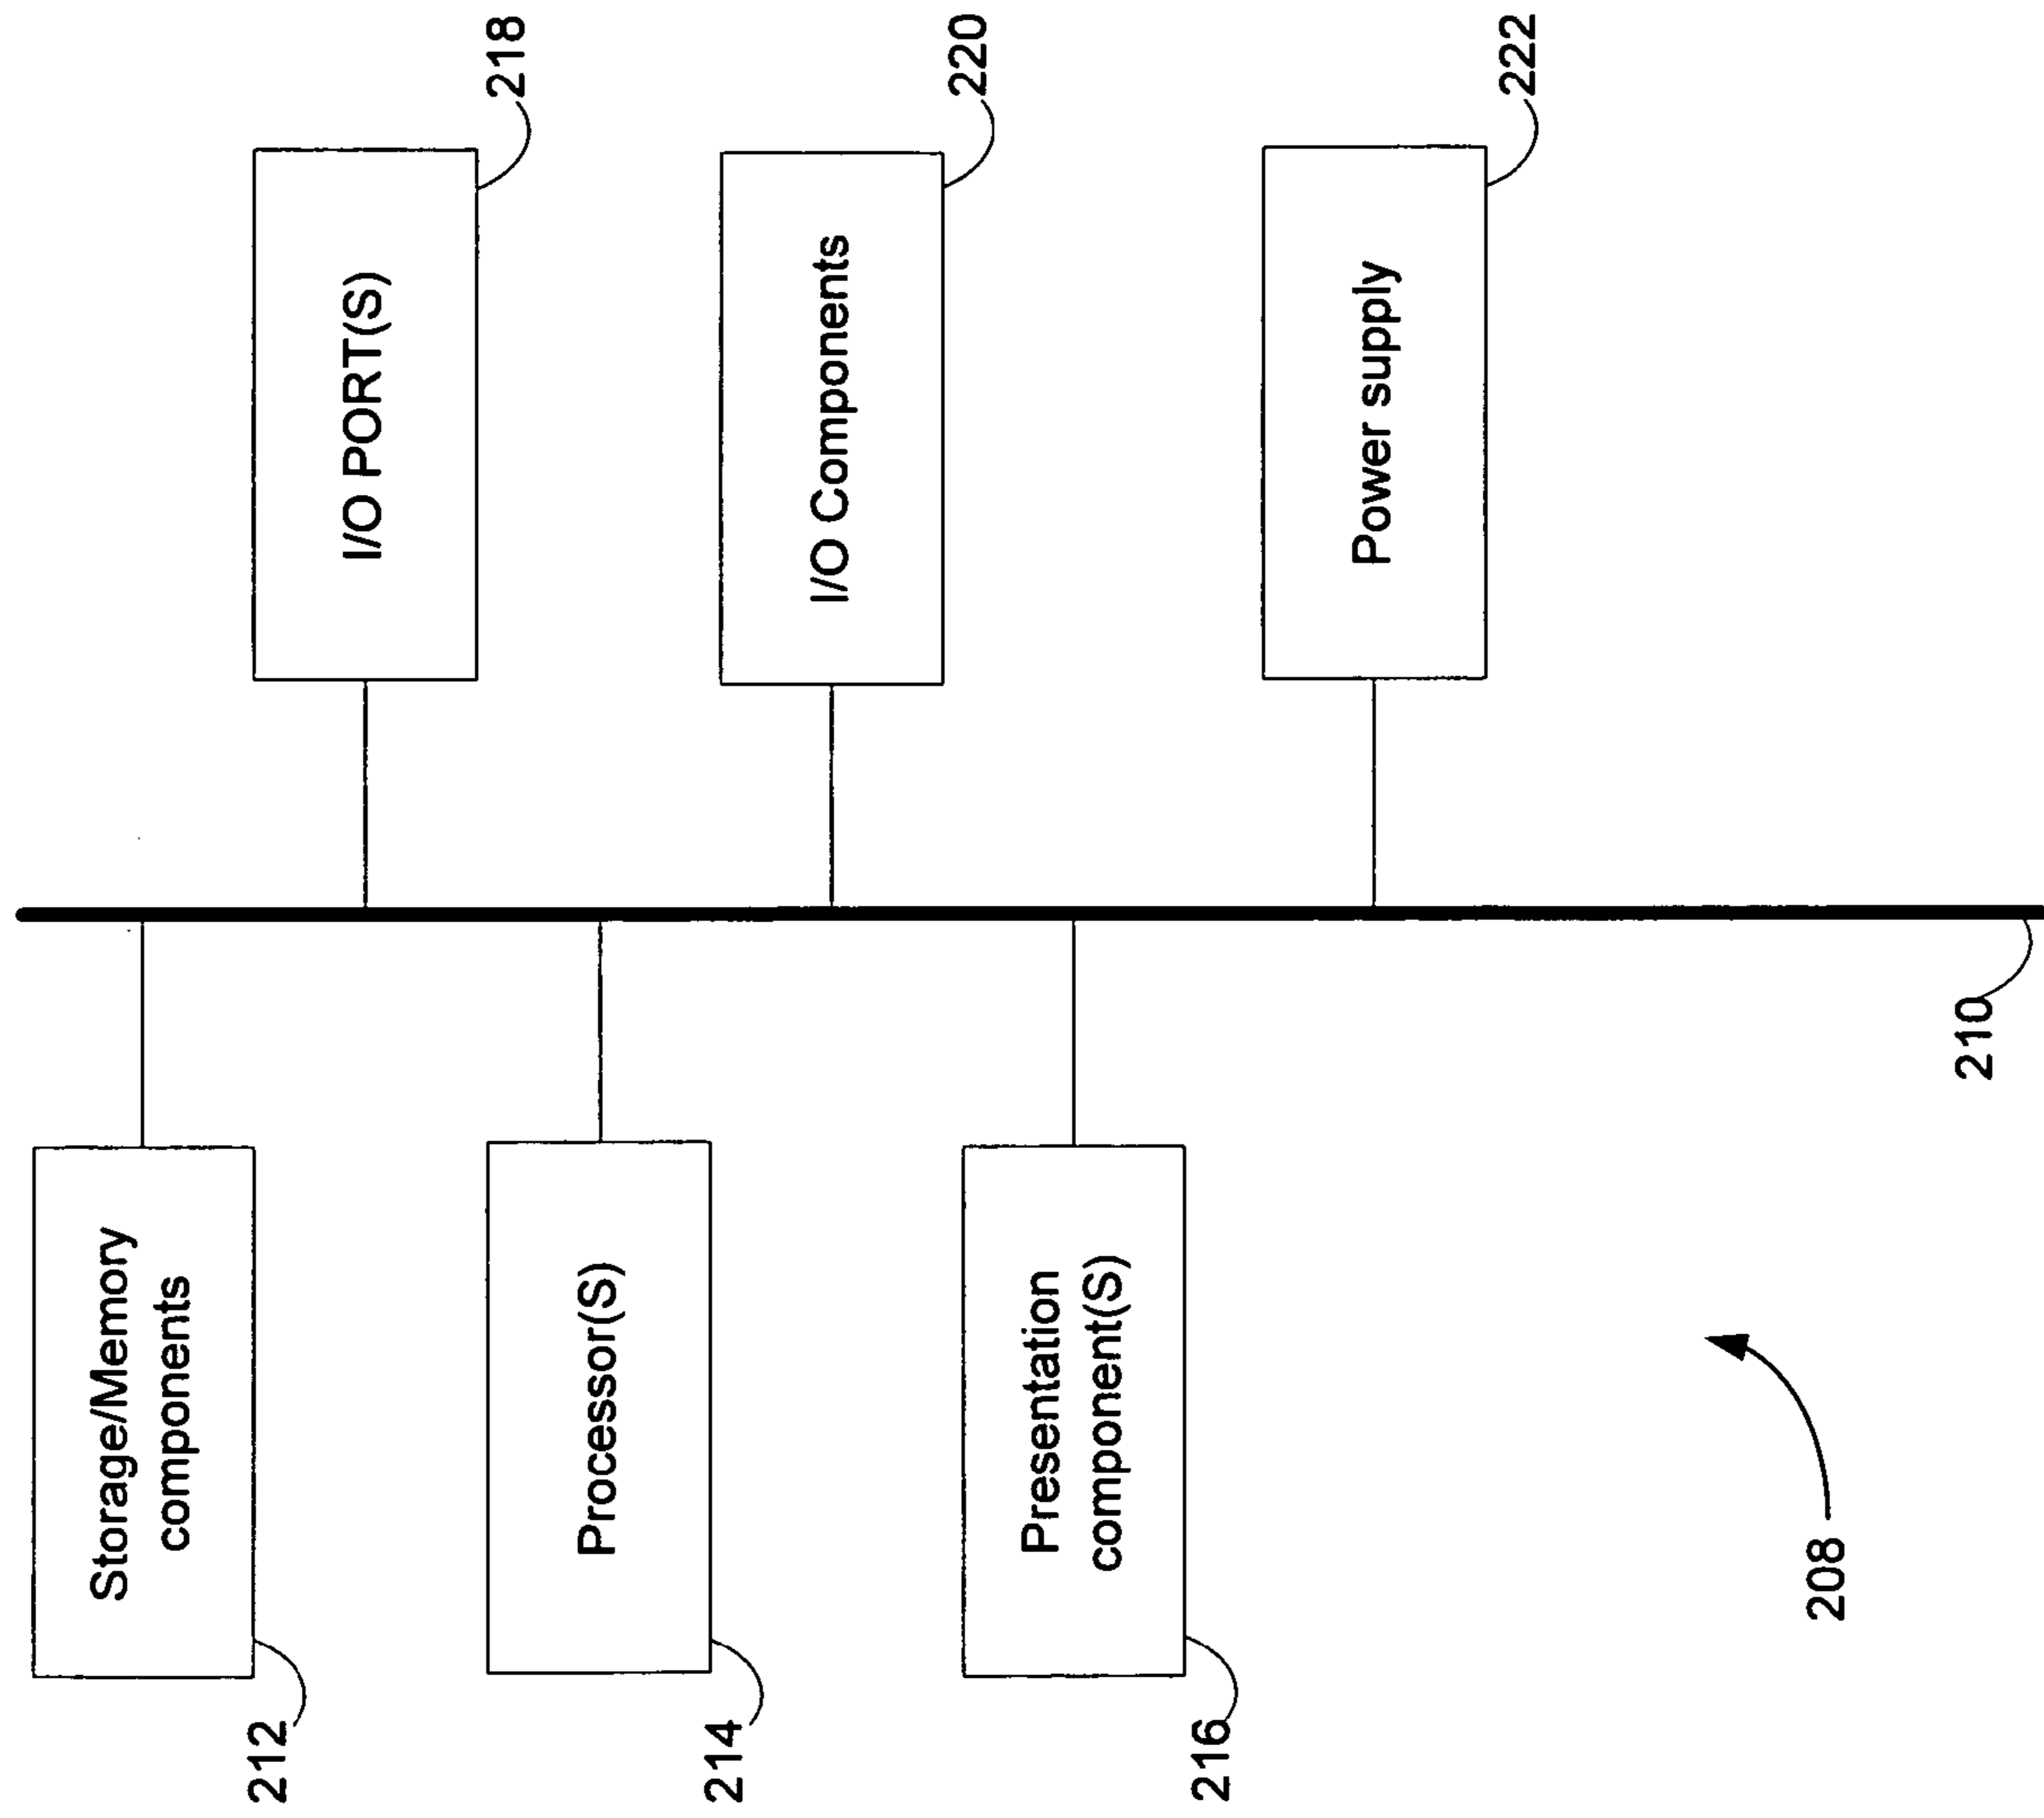 Storage/Memory
components
212
Processor(S)
214
Presentation
component(S)
216
I/O PORT(S)
218
I/O Components
220
Power supply
222
210
208